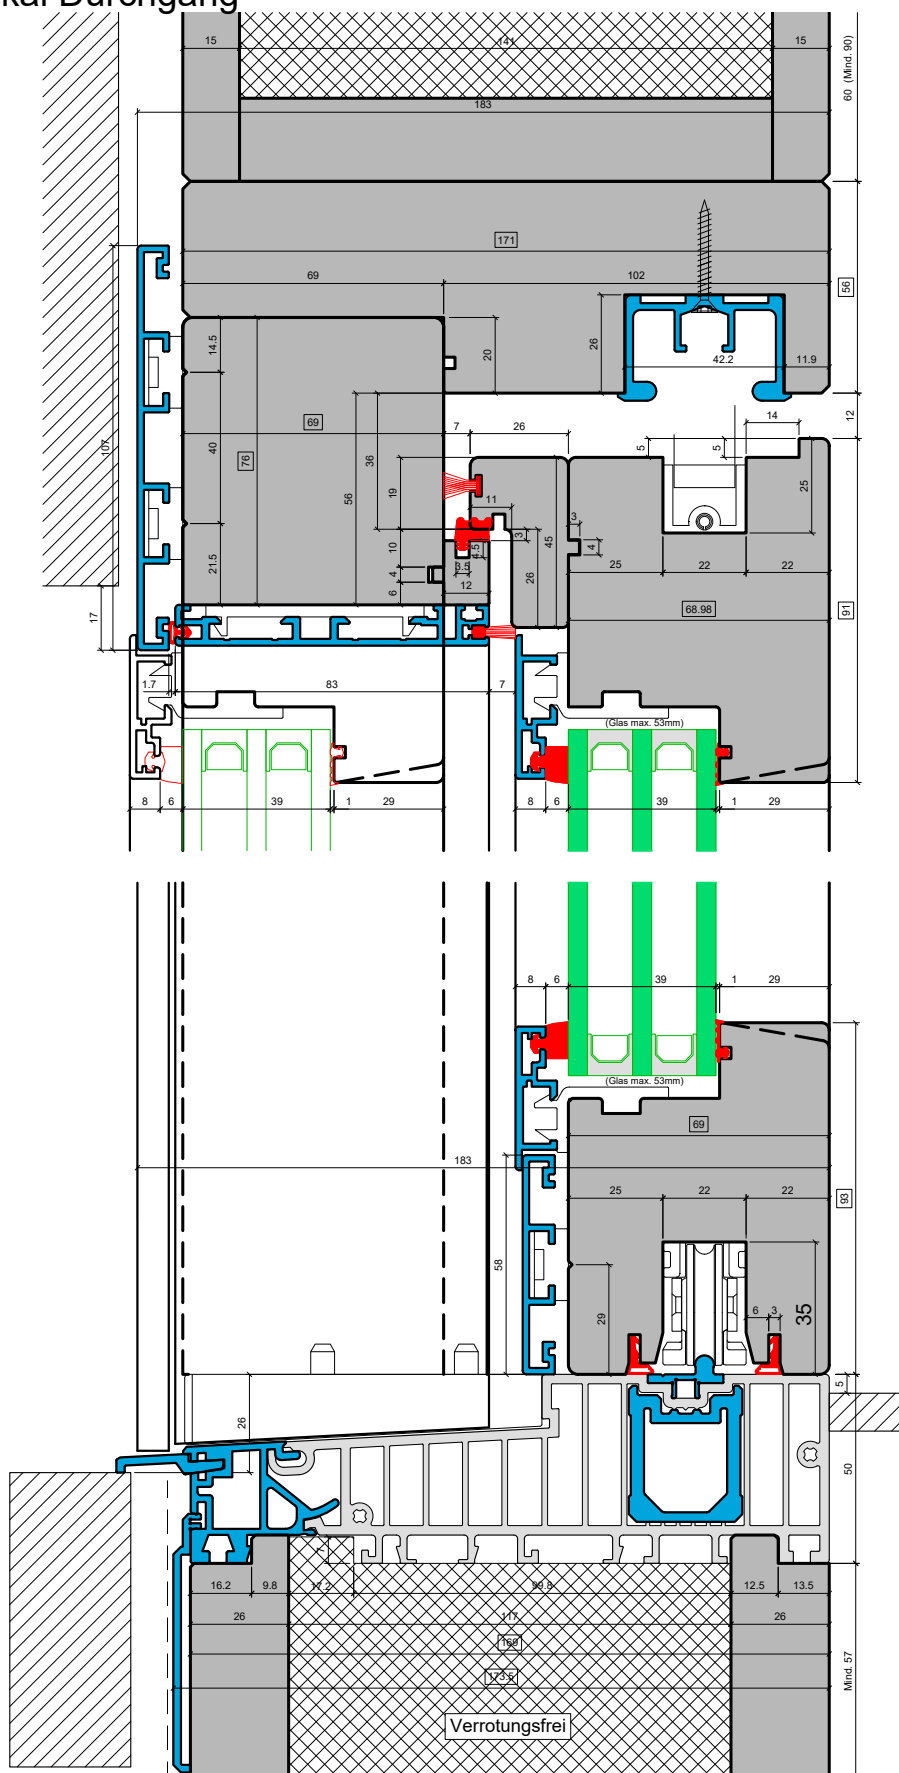 kal Durchgang
15 141 15
60 (Mind. 90)
183
171
69 102
56
14.5 20 26 42.2 11.9
12
107 40 69 76 36 56 7 26 5 5 14
19 11 25
10 3 45 3 4
21.5 4 3.5 4.5 26 25 22 22
6 12 68.98 91
17
1.7 83 7
(Glas max. 53mm)
8 6 39 1 29 8 6 39 1 29
8 6 39 1 29
(Glas max. 53mm)
69
183
25 22 22 93
58 29 6 3 35
5
26
50
7
16.2 9.8 17.2 99.8 12.5 13.5
26 117 26
169
173.5
Mind. 57
Verrotungsfrei